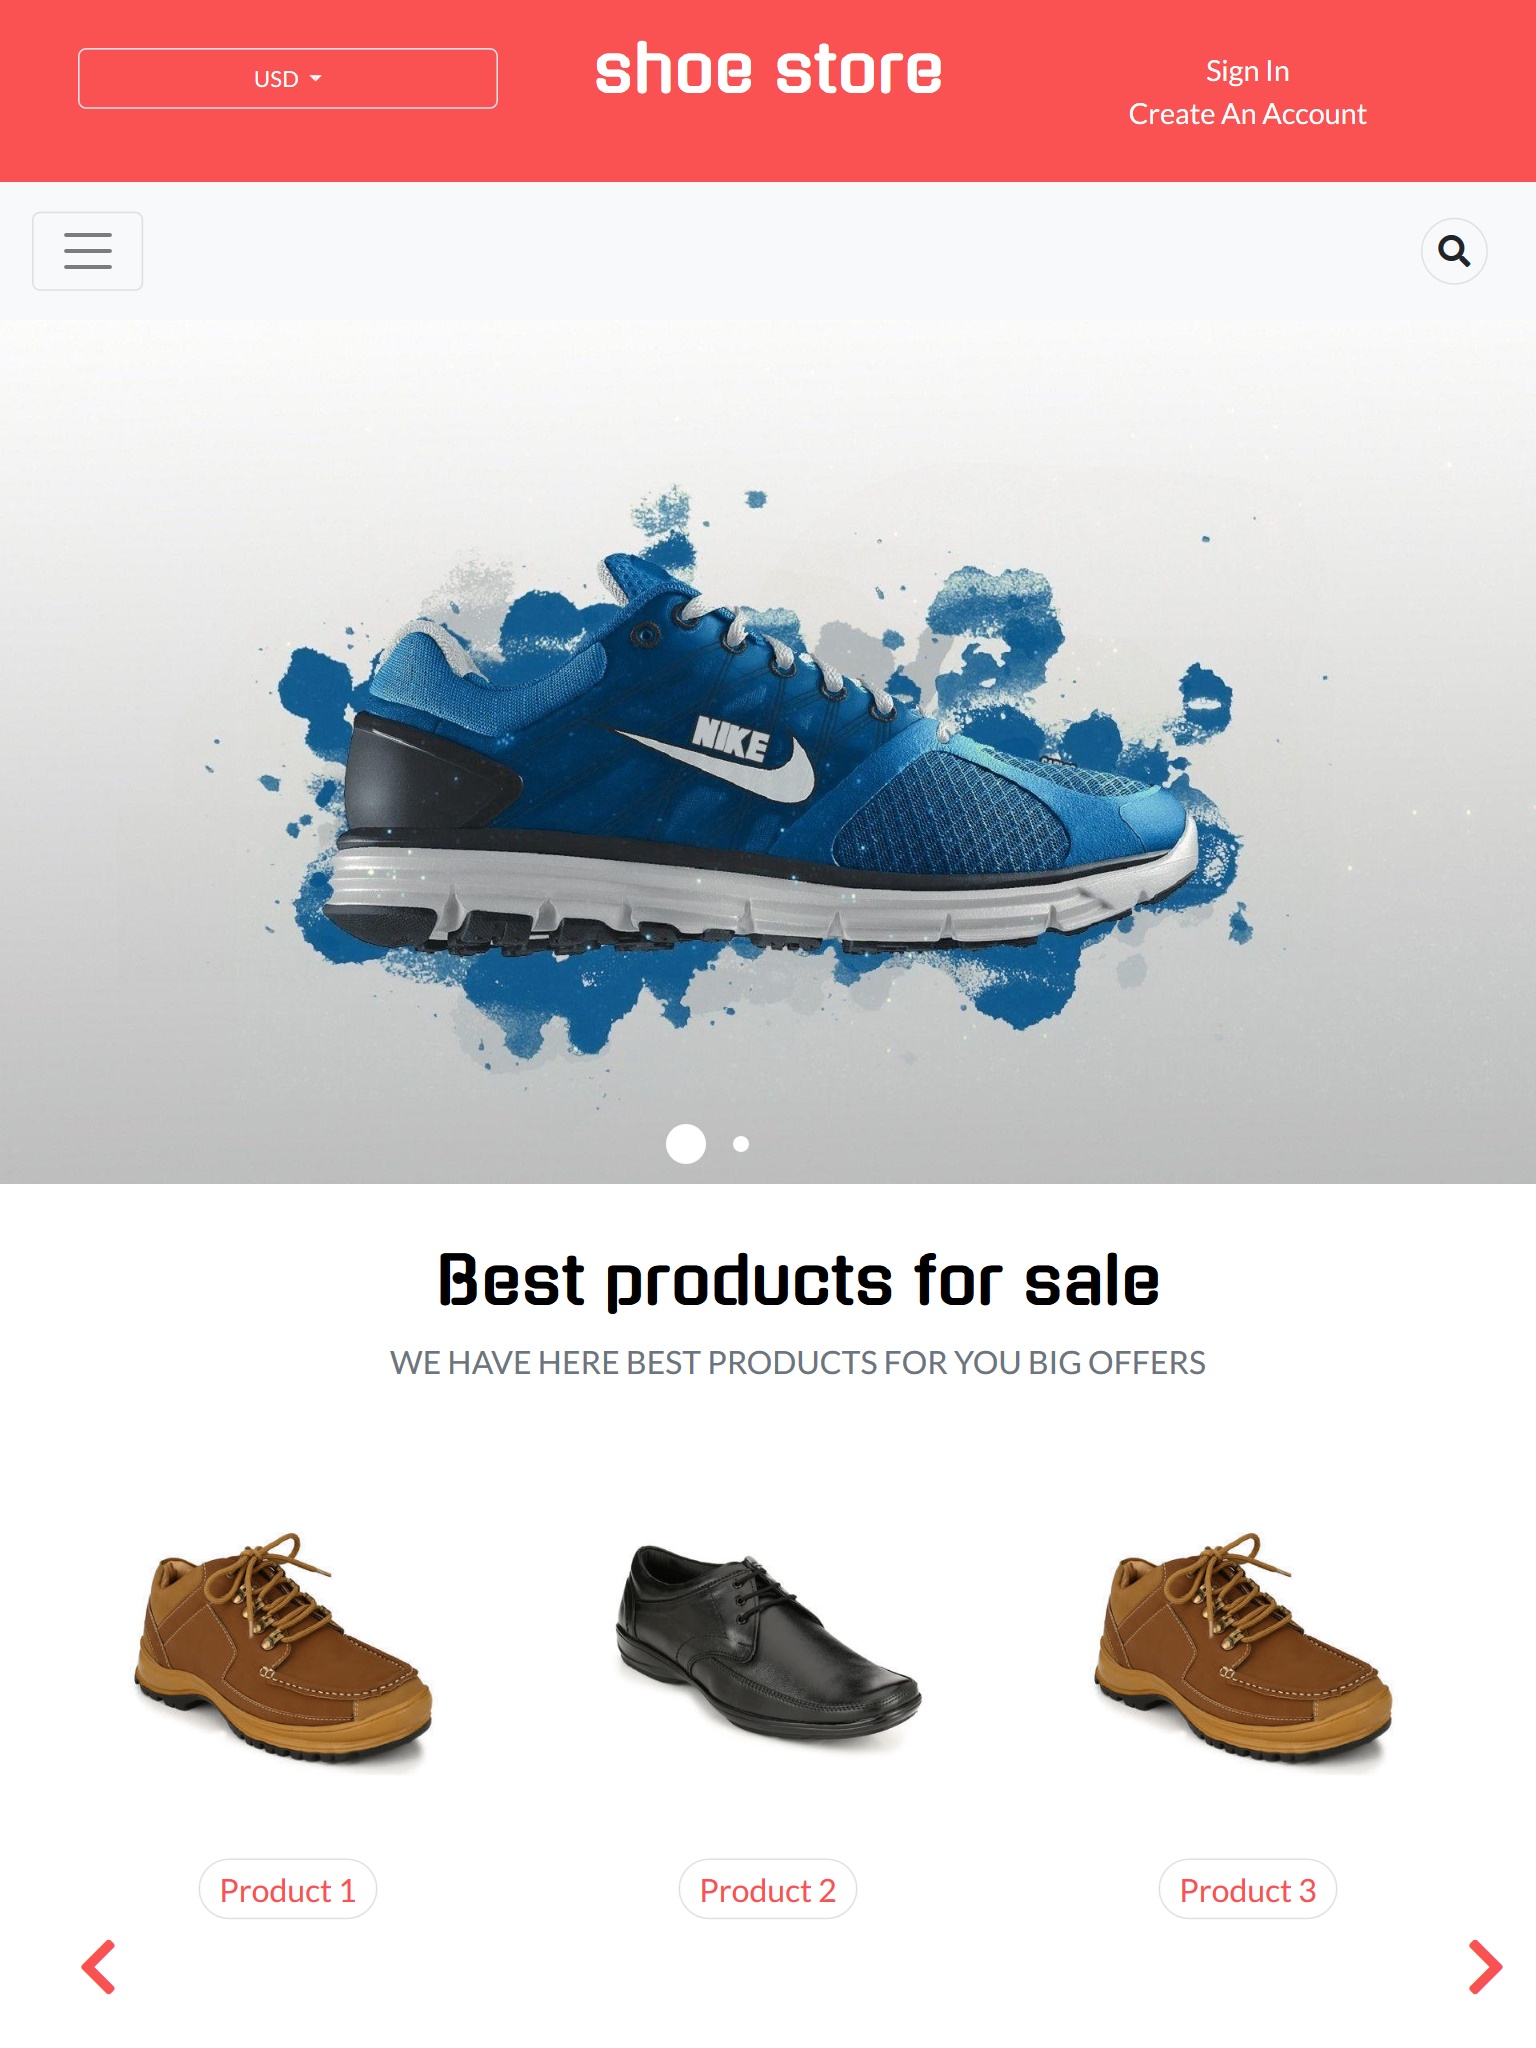 USD
shoe store
Sign In
Create An Account
NIKE
Best products for sale
WE HAVE HERE BEST PRODUCTS FOR YOU BIG OFFERS
Product 1
Product 2
Product 3